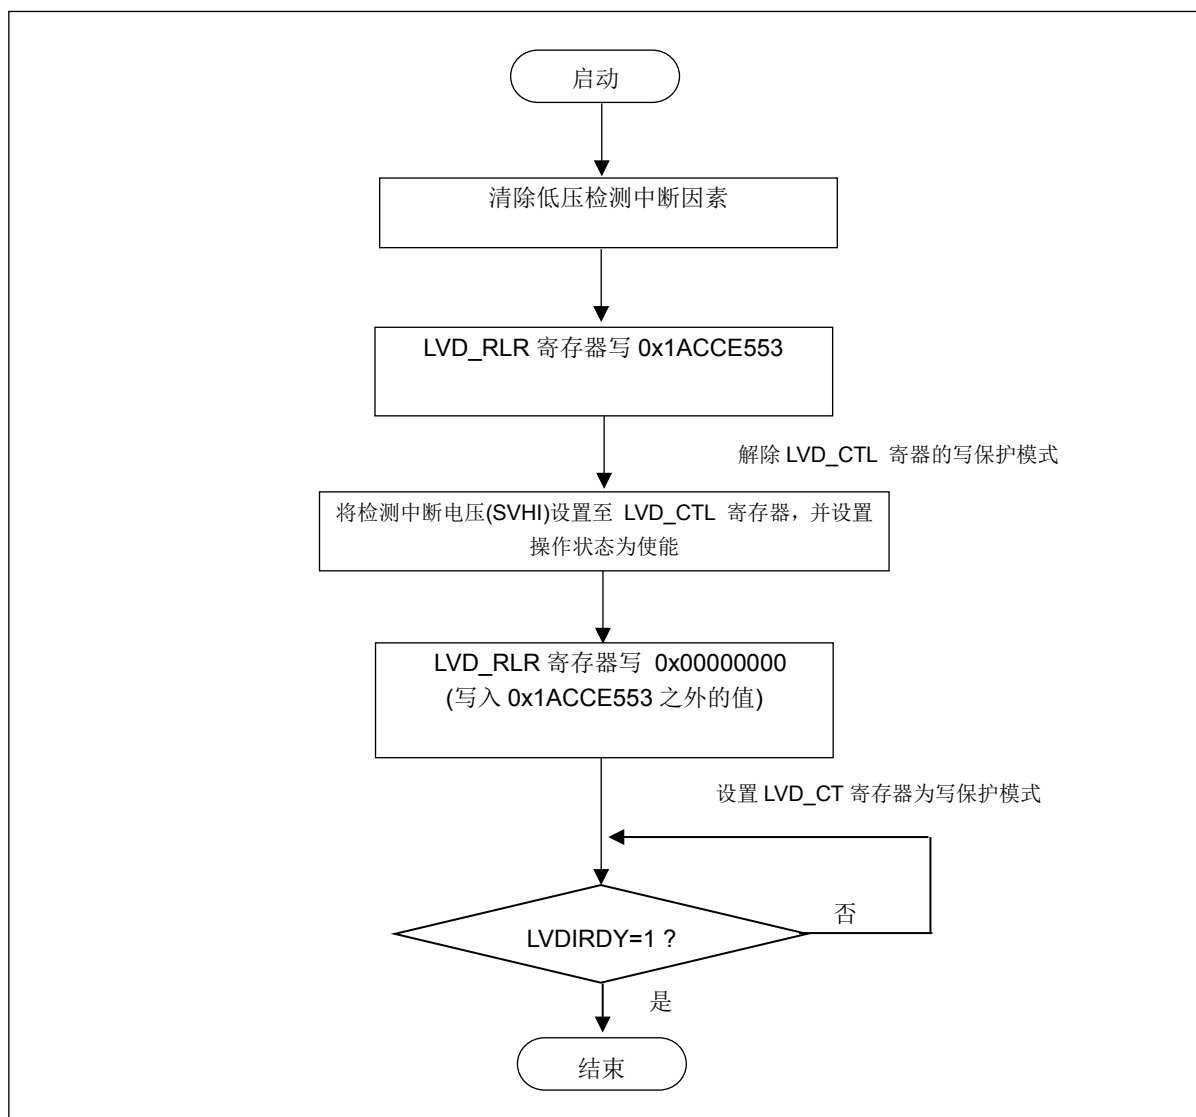 启动
清除低压检测中断因素
LVD_RLR 寄存器写 0x1ACCE553
解除 LVD_CTL 寄器的写保护模式
将检测中断电压(SVHI)设置至 LVD_CTL 寄存器，并设置
操作状态为使能
LVD_RLR 寄存器写 0x00000000
(写入 0x1ACCE553 之外的值)
设置 LVD_CT 寄存器为写保护模式
否
LVDIRDY=1 ?
是
结束